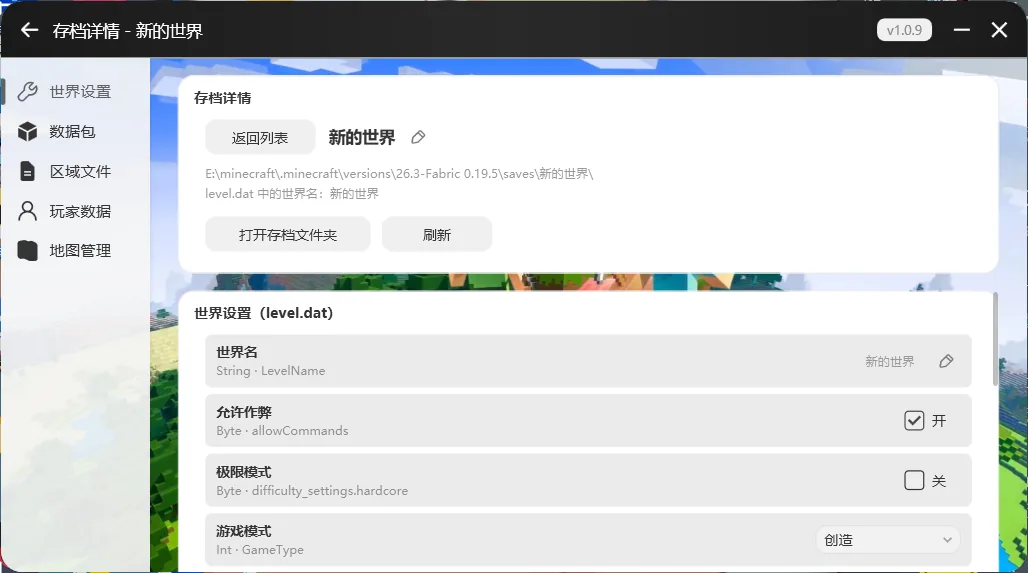 存档详情 - 新的世界
v1.0.9
世界设置
数据包
区域文件
玩家数据
地图管理
存档详情
返回列表
新的世界
E:\minecraft\.minecraft\versions\26.3-Fabric 0.19.5\saves\新的世界\
level.dat 中的世界名：新的世界
打开存档文件夹
刷新
世界设置（level.dat）
世界名
String · LevelName
新的世界
允许作弊
Byte · allowCommands
开
极限模式
Byte · difficulty_settings.hardcore
关
游戏模式
Int · GameType
创造